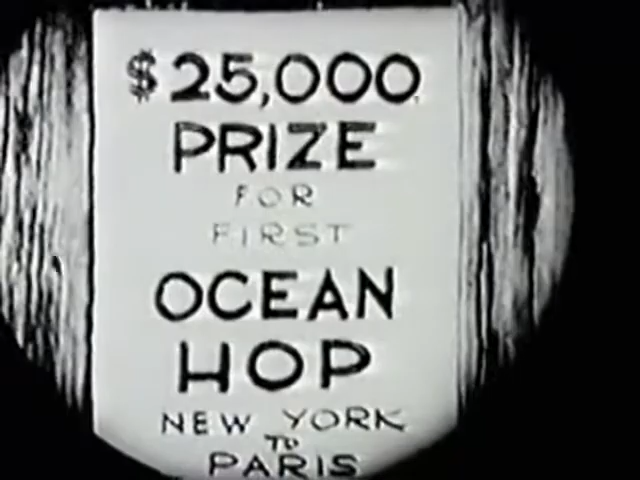 $25,000
PRIZE
FOR
FIRST
OCEAN
HOP
NEW YORK
TO
PARIS